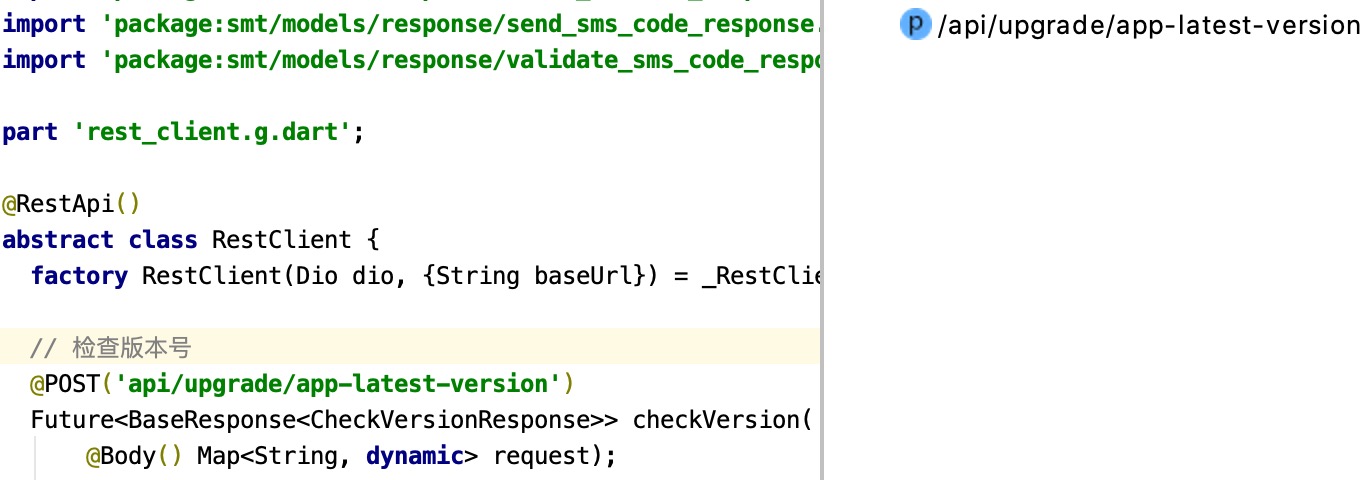 import 'package:smt/models/response/send_sms_code_response.
import 'package:smt/models/response/validate_sms_code_respo
part 'rest_client.g.dart';
@RestApi()
abstract class RestClient {
factory RestClient(Dio dio, {String baseUrl}) = _RestClie
// 检查版本号
@POST('api/upgrade/app-latest-version')
Future<BaseResponse<CheckVersionResponse>> checkVersion(
@Body() Map<String, dynamic> request);
p /api/upgrade/app-latest-version